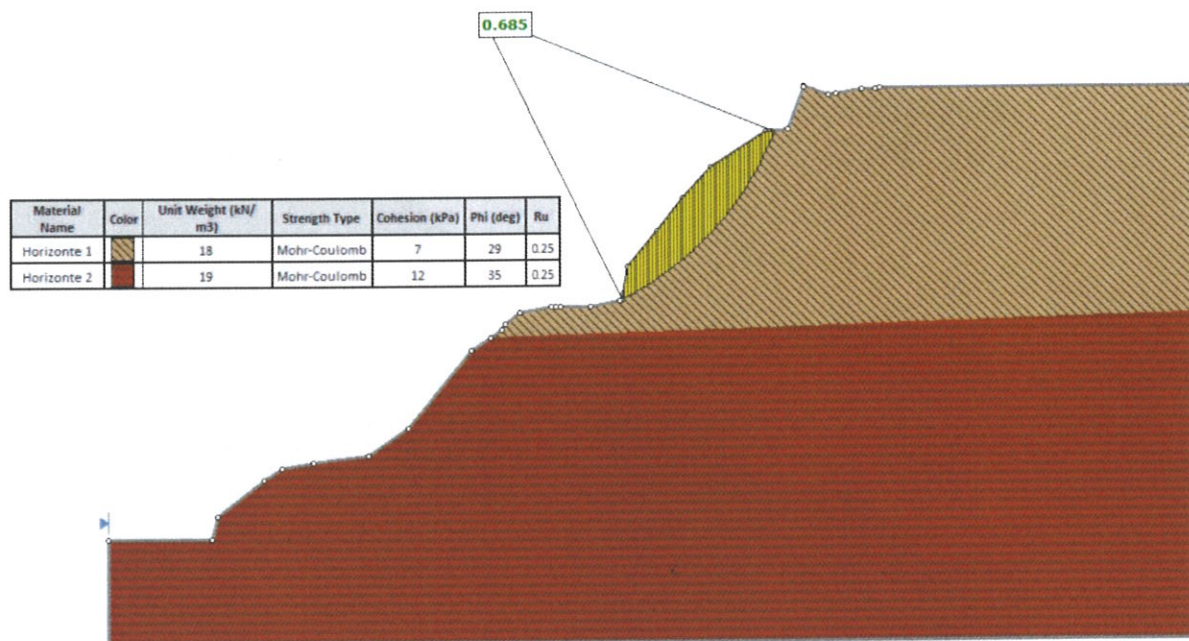 0.685
Material Name Color Unit Weight (kN/m3) Strength Type Cohesion (kPa) Phi (deg) Ru
Horizonte 1 18 Mohr-Coulomb 7 29 0.25
Horizonte 2 19 Mohr-Coulomb 12 35 0.25